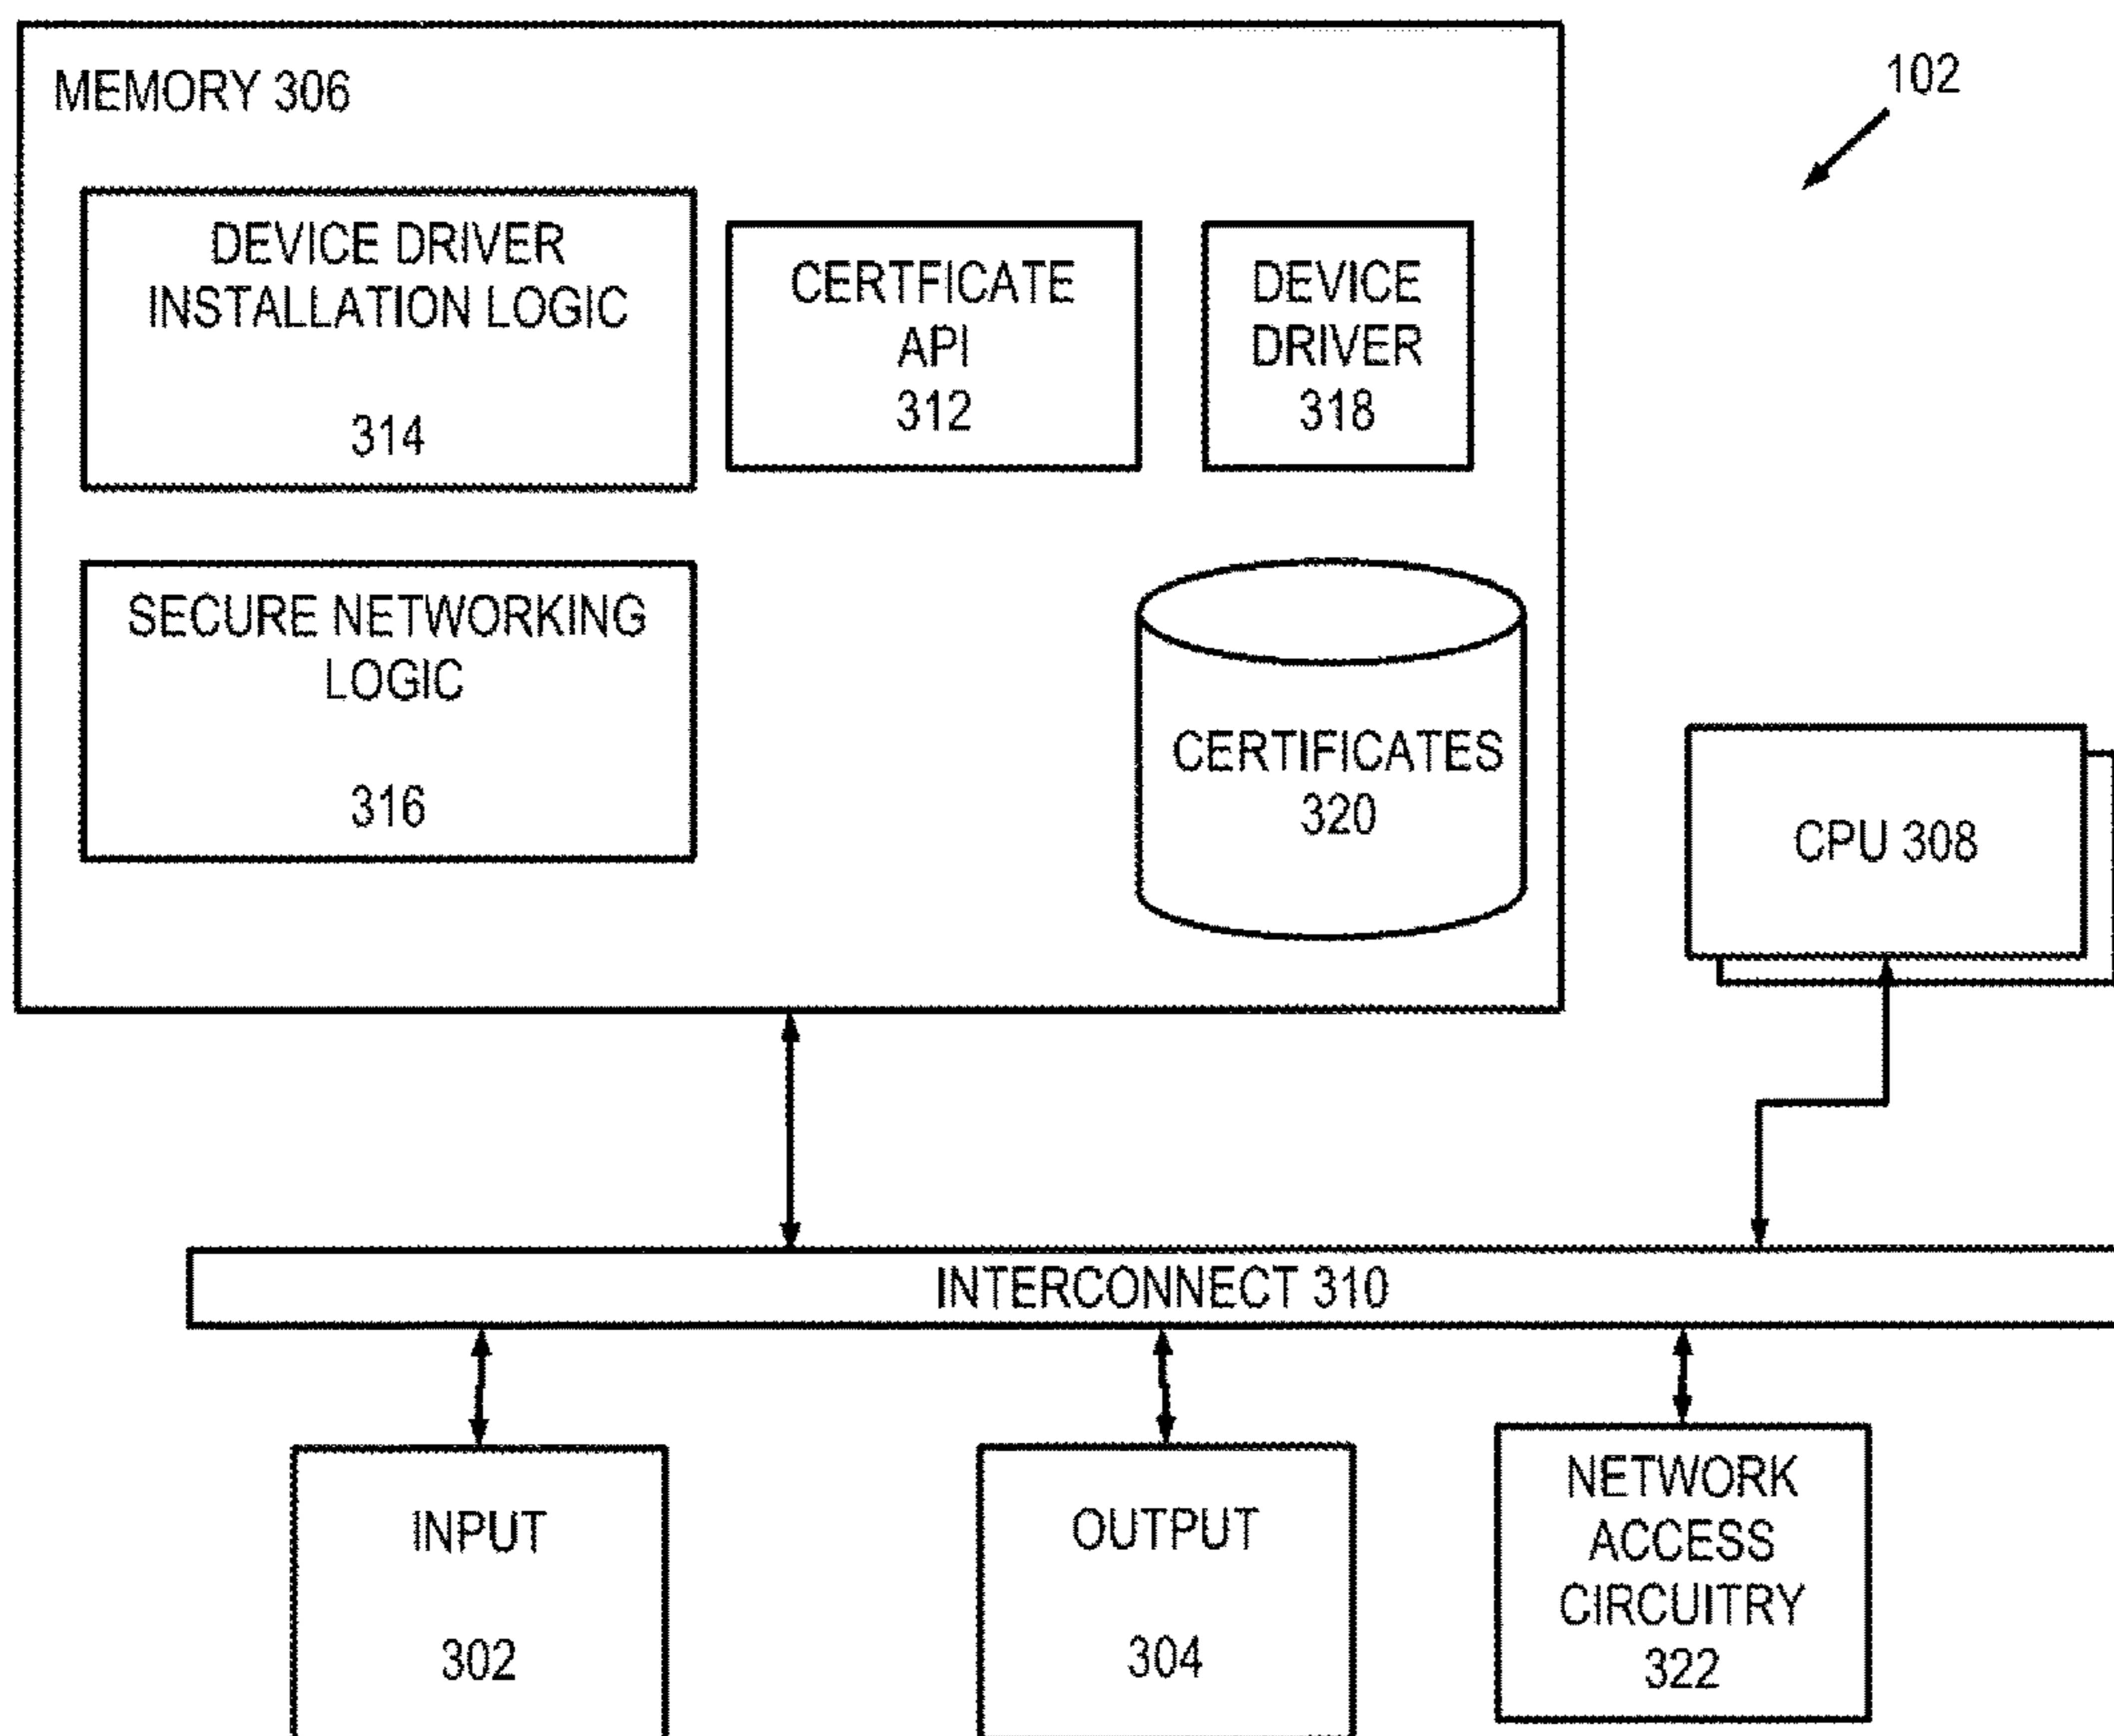 MEMORY 306
102
DEVICE DRIVER
INSTALLATION LOGIC
314
CERTFICATE
API
312
DEVICE
DRIVER
318
SECURE NETWORKING
LOGIC
316
CERTIFICATES
320
CPU 308
INTERCONNECT 310
INPUT
302
OUTPUT
304
NETWORK
ACCESS
CIRCUITRY
322